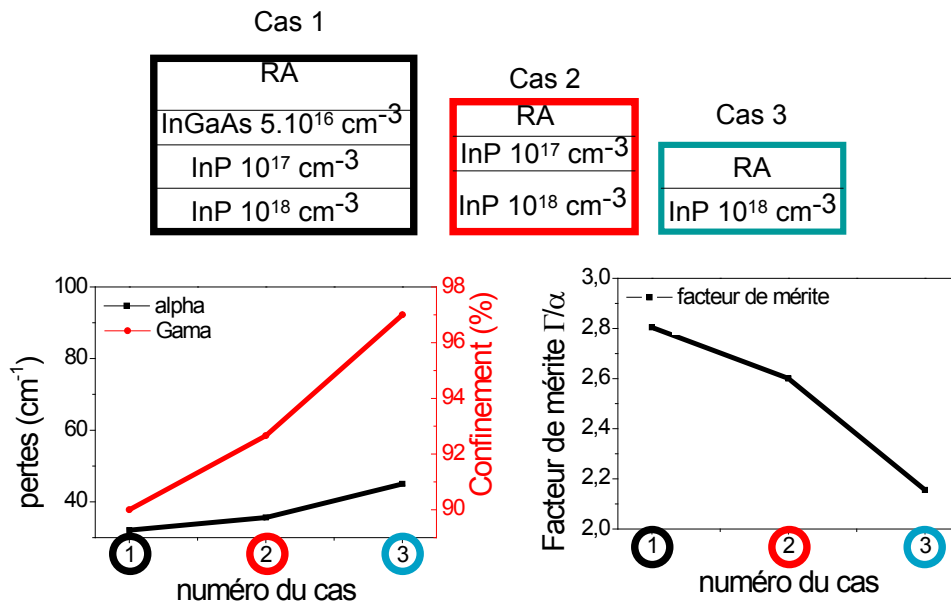 Cas 1
RA
InGaAs 5.10¹⁶ cm⁻³
InP 10¹⁷ cm⁻³
InP 10¹⁸ cm⁻³
Cas 2
RA
InP 10¹⁷ cm⁻³
InP 10¹⁸ cm⁻³
Cas 3
RA
InP 10¹⁸ cm⁻³
alpha
Gama
pertes (cm⁻¹)
100
80
60
40
Confinement (%)
98
96
94
92
90
1
2
3
numéro du cas
facteur de mérite
Facteur de mérite Γ/α
3,0
2,8
2,6
2,4
2,2
2,0
1
2
3
numéro du cas